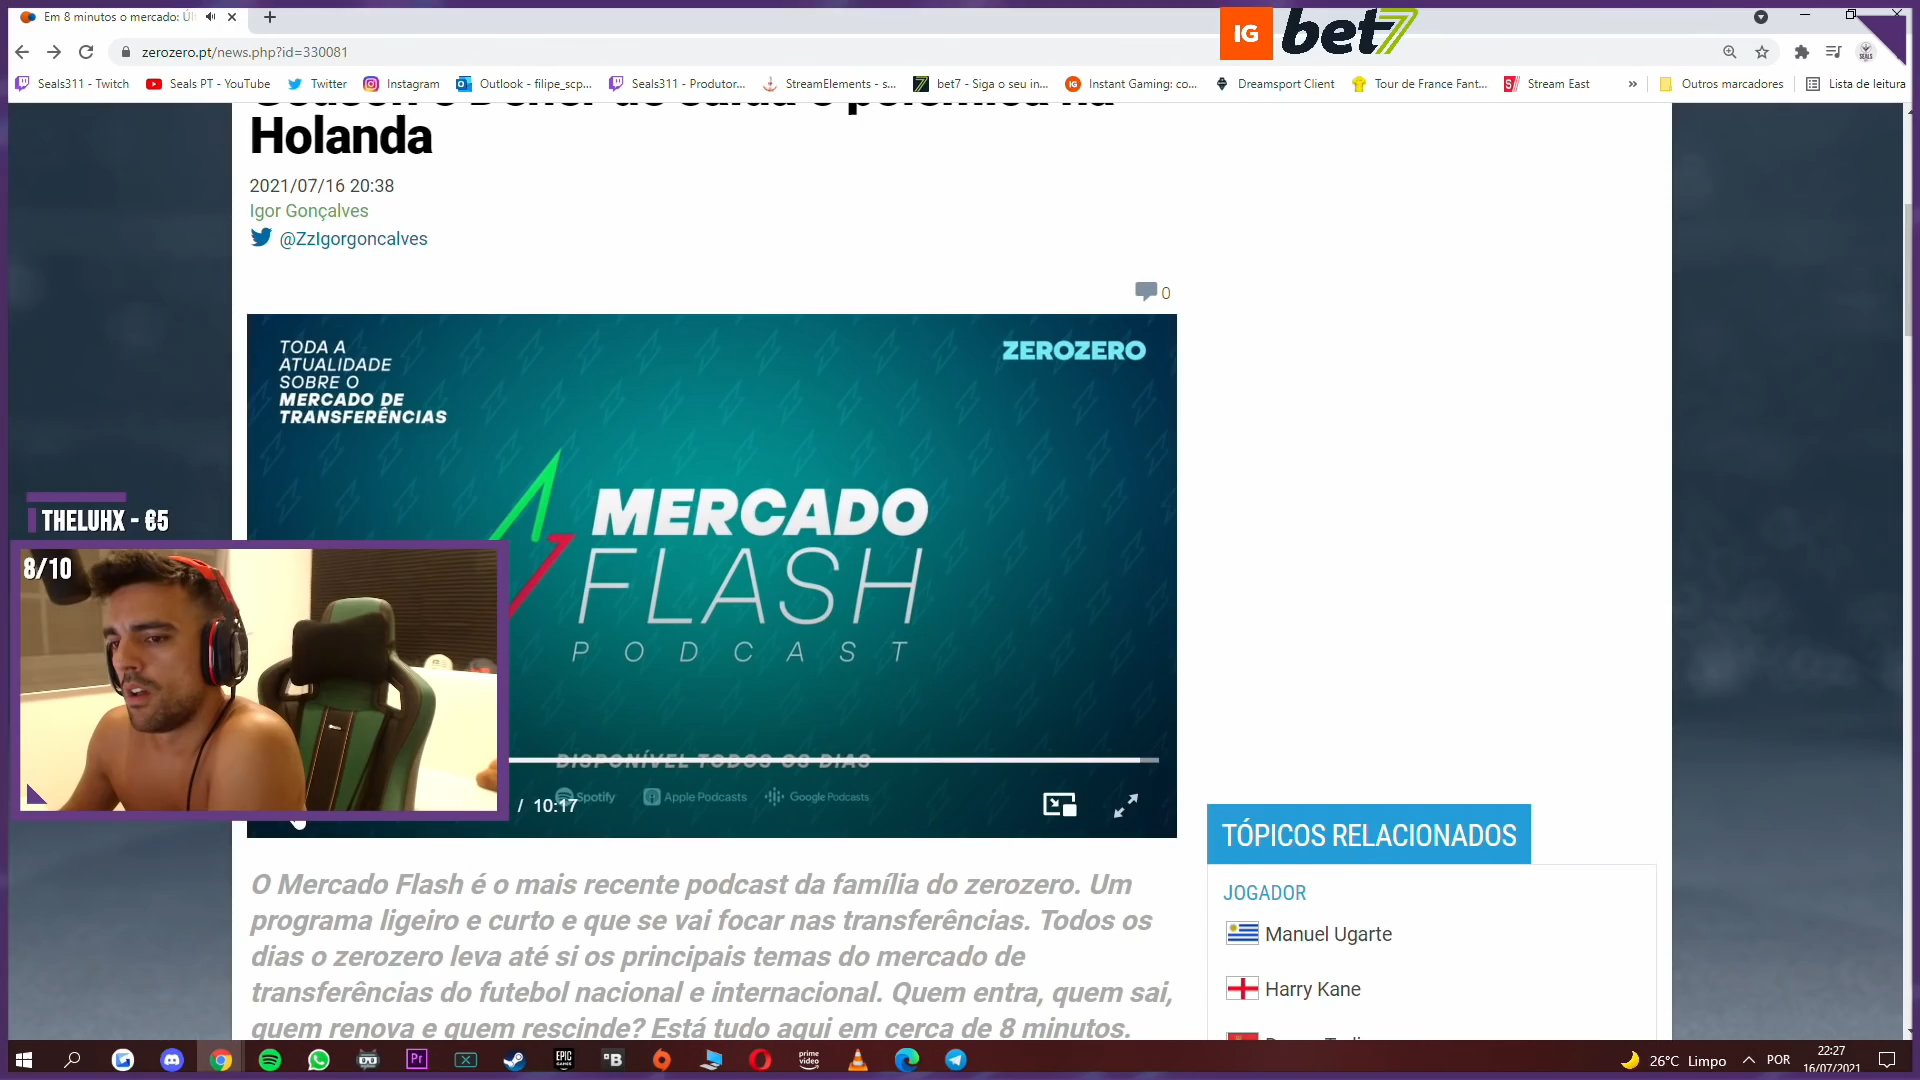 Em 8 minutos o mercado: Últ
zerozero.pt/news.php?id=330081
IG bet7
Seals311 - Twitch
Seals PT - YouTube
Twitter
Instagram
Outlook - filipe_scp...
Seals311 - Produtor...
StreamElements - s...
bet7 - Siga o seu in...
Instant Gaming: co...
Dreamsport Client
Tour de France Fant...
Stream East
»
Outros marcadores
Lista de leitura
Holanda
2021/07/16 20:38
Igor Gonçalves
@ZzIgorgoncalves
0
TODA A
ATUALIDADE
SOBRE O
MERCADO DE
TRANSFERÊNCIAS
ZEROZERO
MERCADO
FLASH
PODCAST
DISPONÍVEL TODOS OS DIAS
Spotify
Apple Podcasts
Google Podcasts
/ 10:17
THELUHX - €5
8/10
O Mercado Flash é o mais recente podcast da família do zerozero. Um
programa ligeiro e curto e que se vai focar nas transferências. Todos os
dias o zerozero leva até si os principais temas do mercado de
transferências do futebol nacional e internacional. Quem entra, quem sai,
quem renova e quem rescinde? Está tudo aqui em cerca de 8 minutos.
TÓPICOS RELACIONADOS
JOGADOR
Manuel Ugarte
Harry Kane
Pr
EPIC GAMES
B
prime video
26°C Limpo
POR
22:27
16/07/2021